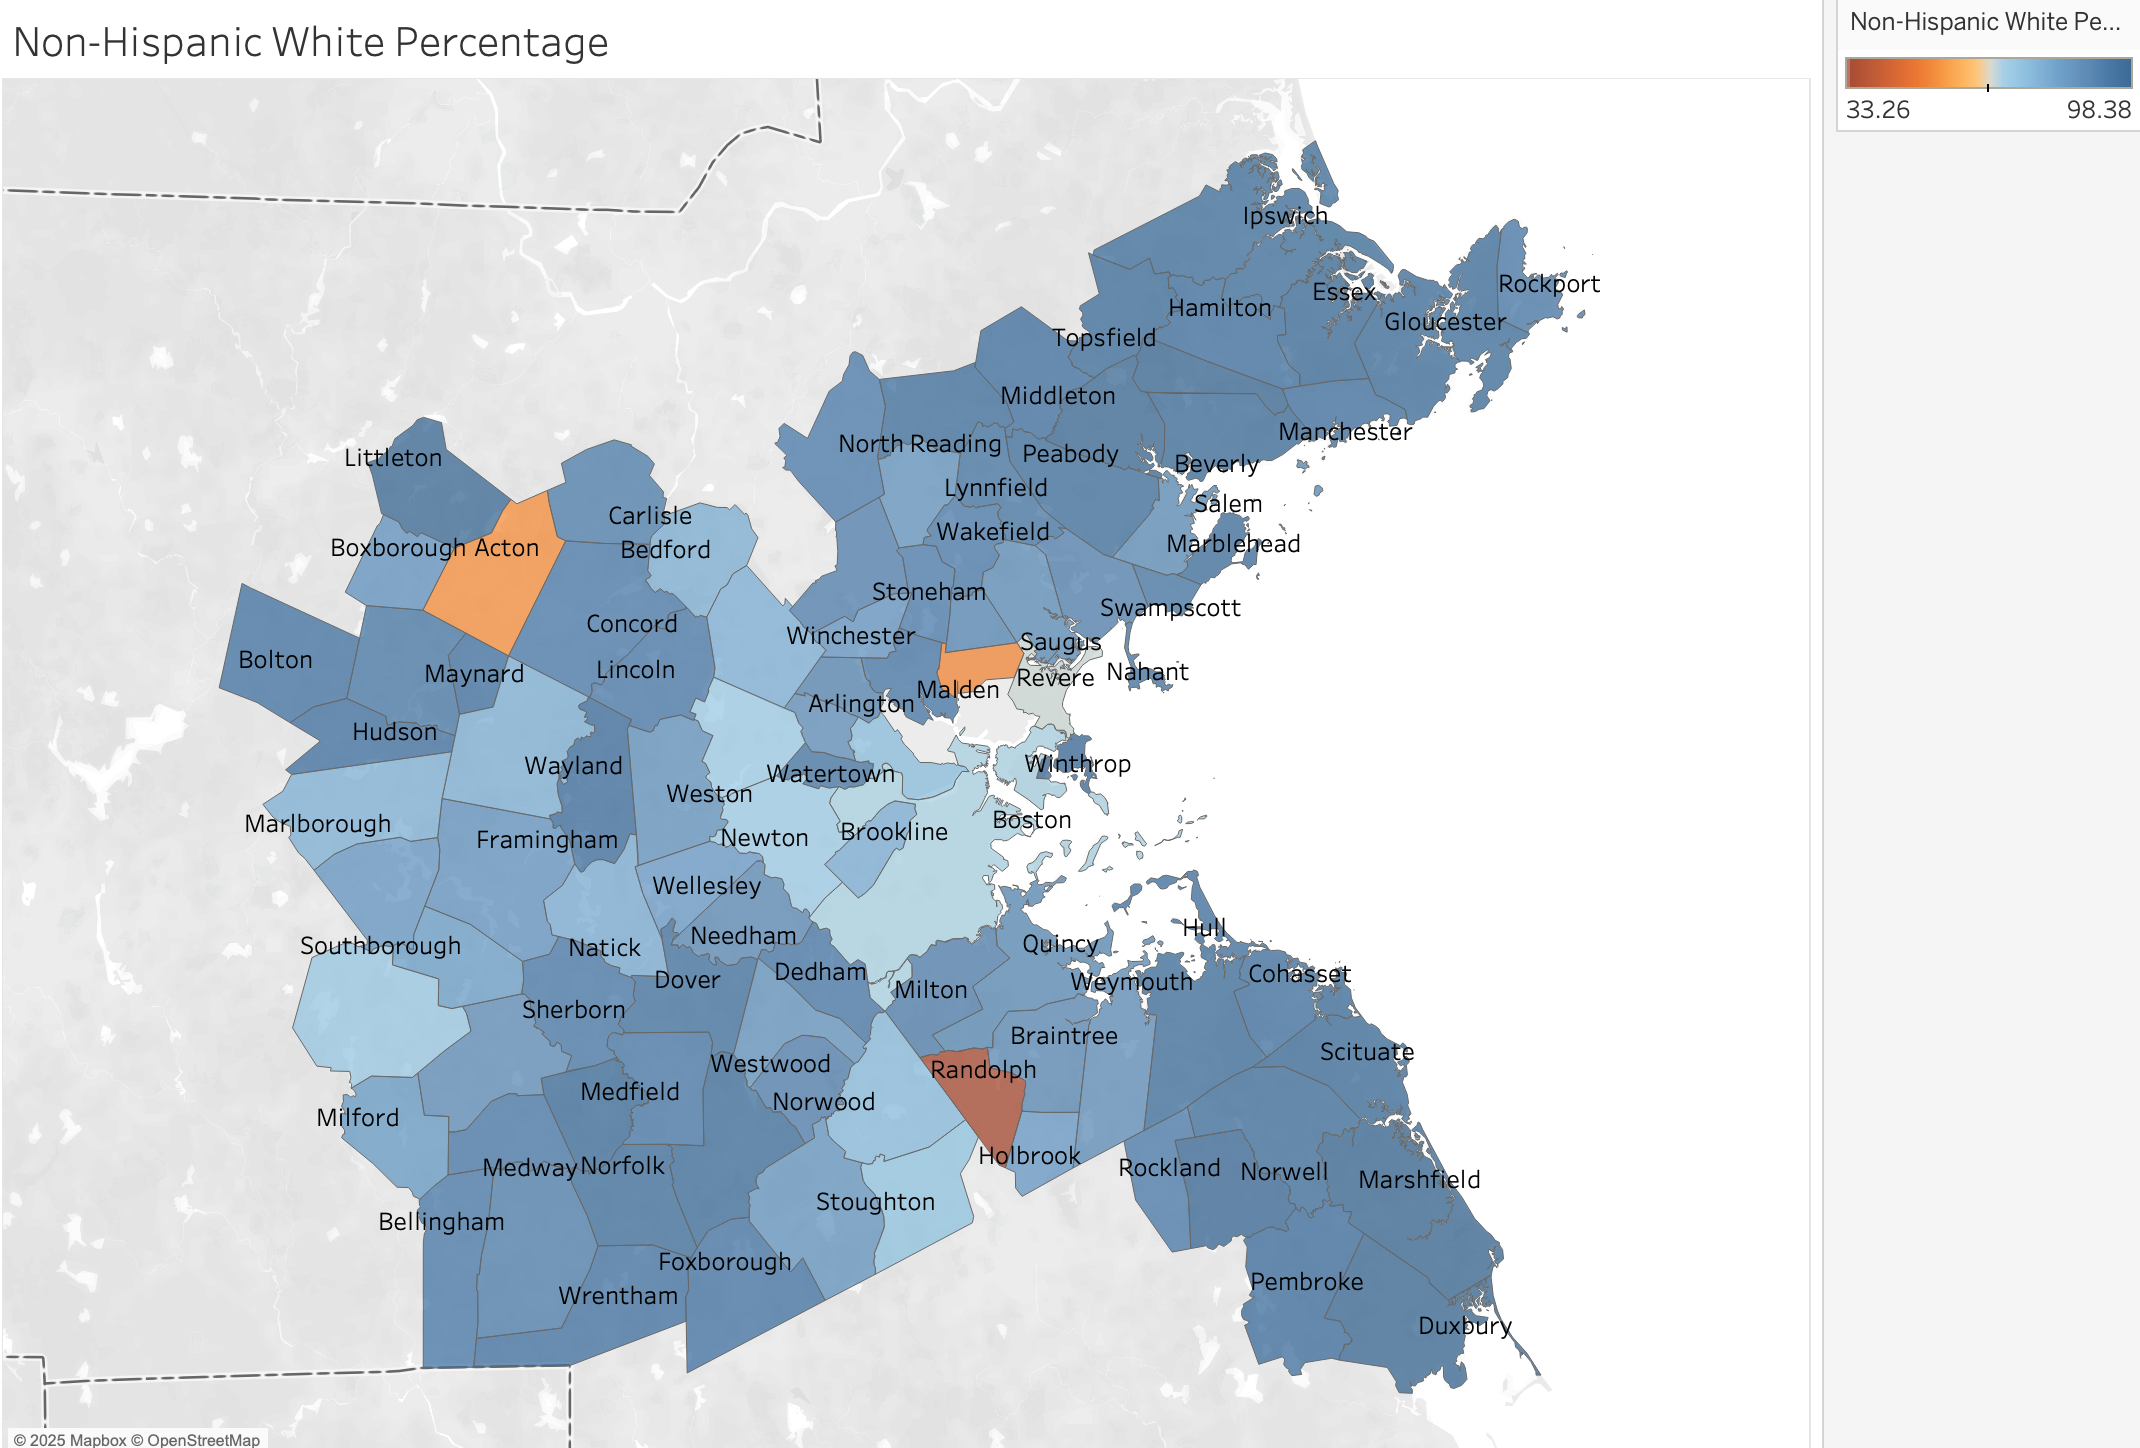 Non-Hispanic White Percentage
Non-Hispanic White Pe...
33.26 98.38
Ipswich
Rockport
Essex
Hamilton
Gloucester
Topsfield
Middleton
Manchester
North Reading
Peabody
Littleton
Beverly
Lynnfield
Salem
Carlisle
Wakefield
Marblehead
Boxborough Acton
Bedford
Stoneham
Swampscott
Concord
Winchester
Saugus
Bolton
Lincoln
Nahant
Maynard
Revere
Malden
Arlington
Hudson
Winthrop
Wayland
Watertown
Weston
Boston
Marlborough
Brookline
Newton
Framingham
Wellesley
Hull
Needham
Quincy
Southborough
Natick
Dedham
Cohasset
Dover
Weymouth
Milton
Sherborn
Braintree
Scituate
Westwood
Randolph
Medfield
Norwood
Milford
Holbrook
Medway Norfolk
Rockland
Norwell
Marshfield
Stoughton
Bellingham
Foxborough
Pembroke
Wrentham
Duxbury
© 2025 Mapbox © OpenStreetMap